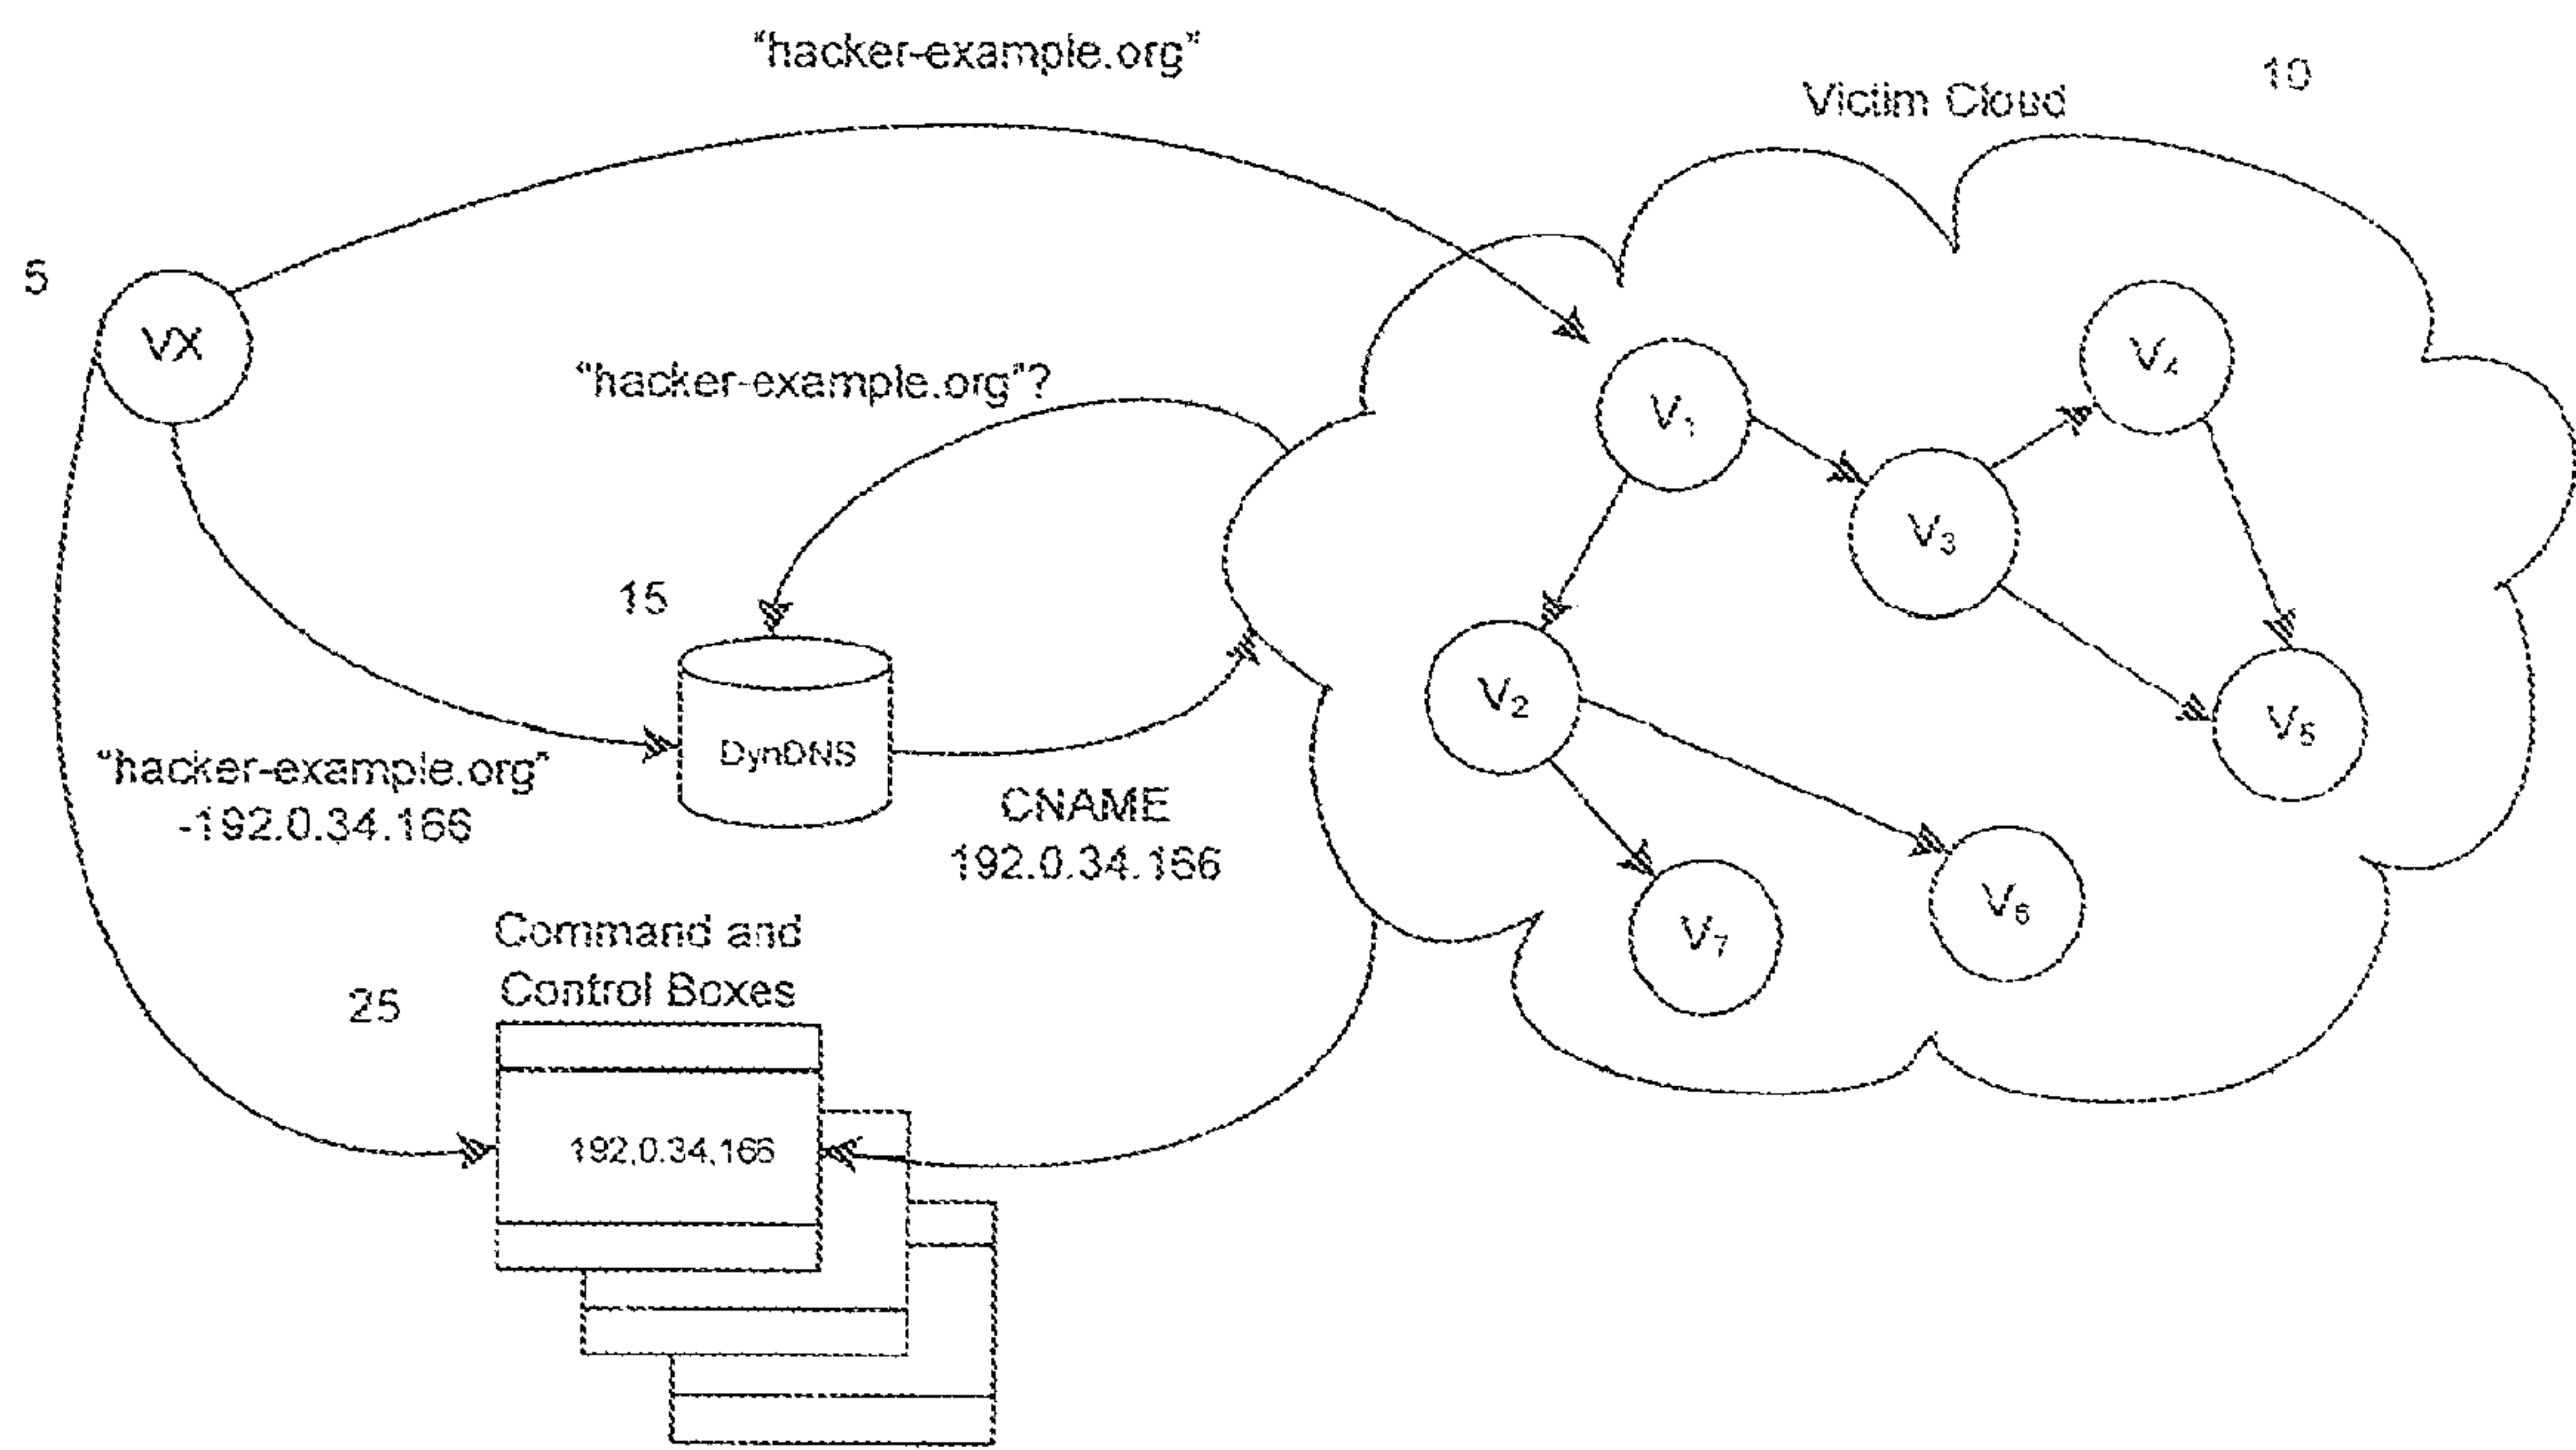 "hacker-example.org"
10
Victim Cloud
5
VX
"hacker-example.org"?
V₄
V₁
V₃
15
V₂
V₅
DynDNS
"hacker-example.org"
-192.0.34.166
CNAME
192.0.34.166
V₆
V₇
Command and
Control Boxes
25
192.0.34.166